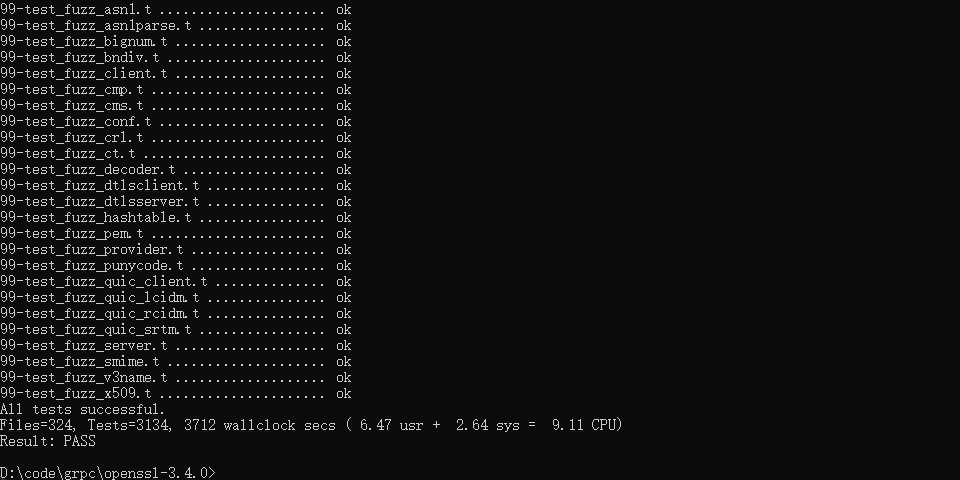 99-test_fuzz_asn1.t ..................... ok
99-test_fuzz_asn1parse.t ................ ok
99-test_fuzz_bignum.t ................... ok
99-test_fuzz_bndiv.t .................... ok
99-test_fuzz_client.t ................... ok
99-test_fuzz_cmp.t ...................... ok
99-test_fuzz_cms.t ...................... ok
99-test_fuzz_conf.t ..................... ok
99-test_fuzz_crl.t ...................... ok
99-test_fuzz_ct.t ....................... ok
99-test_fuzz_decoder.t .................. ok
99-test_fuzz_dtlsclient.t ............... ok
99-test_fuzz_dtlsserver.t ............... ok
99-test_fuzz_hashtable.t ................ ok
99-test_fuzz_pem.t ...................... ok
99-test_fuzz_provider.t ................. ok
99-test_fuzz_punycode.t ................. ok
99-test_fuzz_quic_client.t .............. ok
99-test_fuzz_quic_lcidm.t ............... ok
99-test_fuzz_quic_rcidm.t ............... ok
99-test_fuzz_quic_srtm.t ................ ok
99-test_fuzz_server.t ................... ok
99-test_fuzz_smime.t .................... ok
99-test_fuzz_v3name.t ................... ok
99-test_fuzz_x509.t ..................... ok
All tests successful.
Files=324, Tests=3134, 3712 wallclock secs ( 6.47 usr +  2.64 sys =  9.11 CPU)
Result: PASS
D:\code\grpc\openssl-3.4.0>